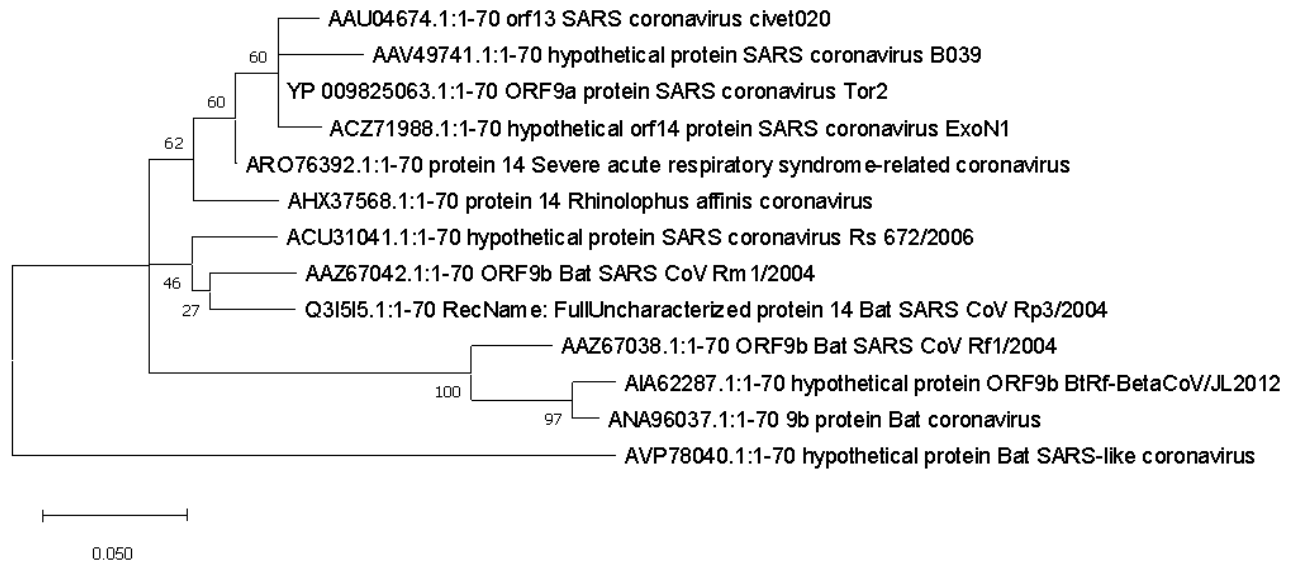 AAU04674.1:1-70 orf13 SARS coronavirus civet020
60
AAV49741.1:1-70 hypothetical protein SARS coronavirus B039
YP 009825063.1:1-70 ORF9a protein SARS coronavirus Tor2
60
ACZ71988.1:1-70 hypothetical orf14 protein SARS coronavirus ExoN1
62
ARO76392.1:1-70 protein 14 Severe acute respiratory syndrome-related coronavirus
AHX37568.1:1-70 protein 14 Rhinolophus affinis coronavirus
ACU31041.1:1-70 hypothetical protein SARS coronavirus Rs 672/2006
46
AAZ67042.1:1-70 ORF9b Bat SARS CoV Rm1/2004
27
Q3I5I5.1:1-70 RecName: FullUncharacterized protein 14 Bat SARS CoV Rp3/2004
AAZ67038.1:1-70 ORF9b Bat SARS CoV Rf1/2004
100
AIA62287.1:1-70 hypothetical protein ORF9b BtRf-BetaCoV/JL2012
97
ANA96037.1:1-70 9b protein Bat coronavirus
AVP78040.1:1-70 hypothetical protein Bat SARS-like coronavirus
0.050